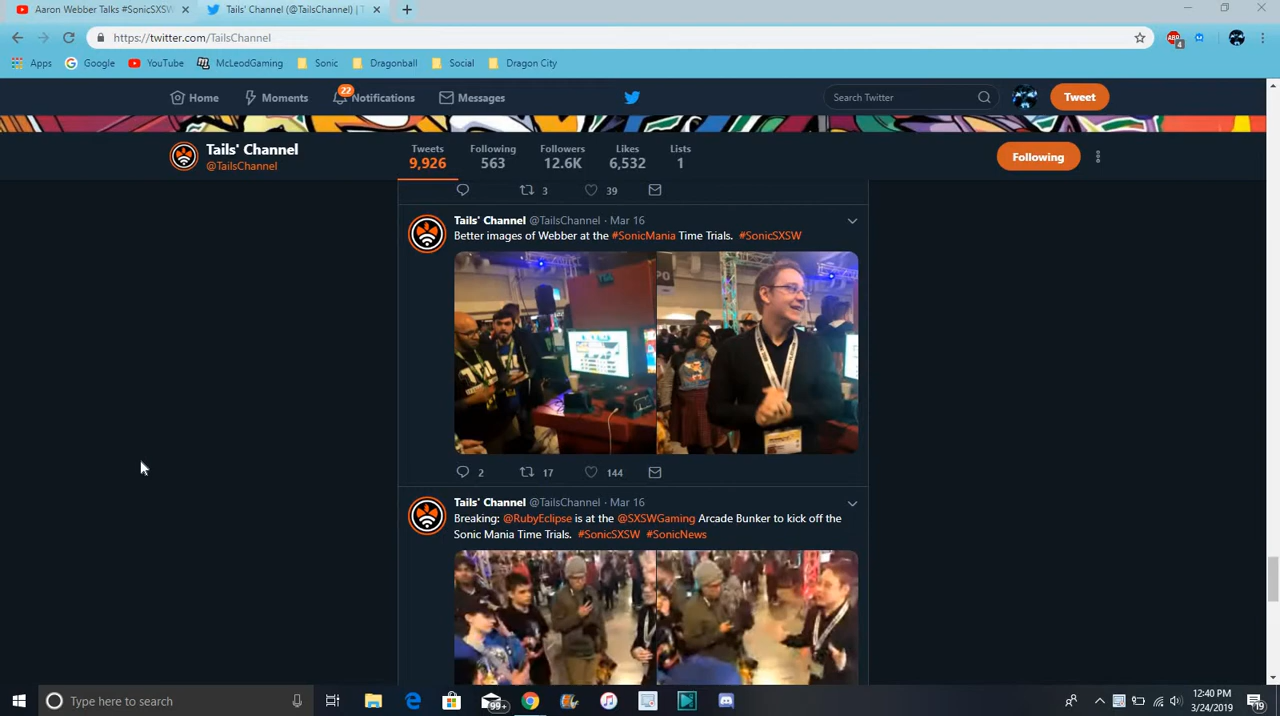 Aaron Webber Talks #SonicSXSW
Tails' Channel (@TailsChannel) | T
https://twitter.com/TailsChannel
ABP
4
Apps
Google
YouTube
McLeodGaming
Sonic
Dragonball
Social
Dragon City
Home
Moments
22
Notifications
Messages
Search Twitter
Tweet
Tails' Channel
@TailsChannel
Tweets
9,926
Following
563
Followers
12.6K
Likes
6,532
Lists
1
Following
3
39
Tails' Channel @TailsChannel · Mar 16
Better images of Webber at the #SonicMania Time Trials. #SonicSXSW
2
17
144
Tails' Channel @TailsChannel · Mar 16
Breaking: @RubyEclipse is at the @SXSWGaming Arcade Bunker to kick off the
Sonic Mania Time Trials. #SonicSXSW #SonicNews
Type here to search
99+
12:40 PM
3/24/2019
19